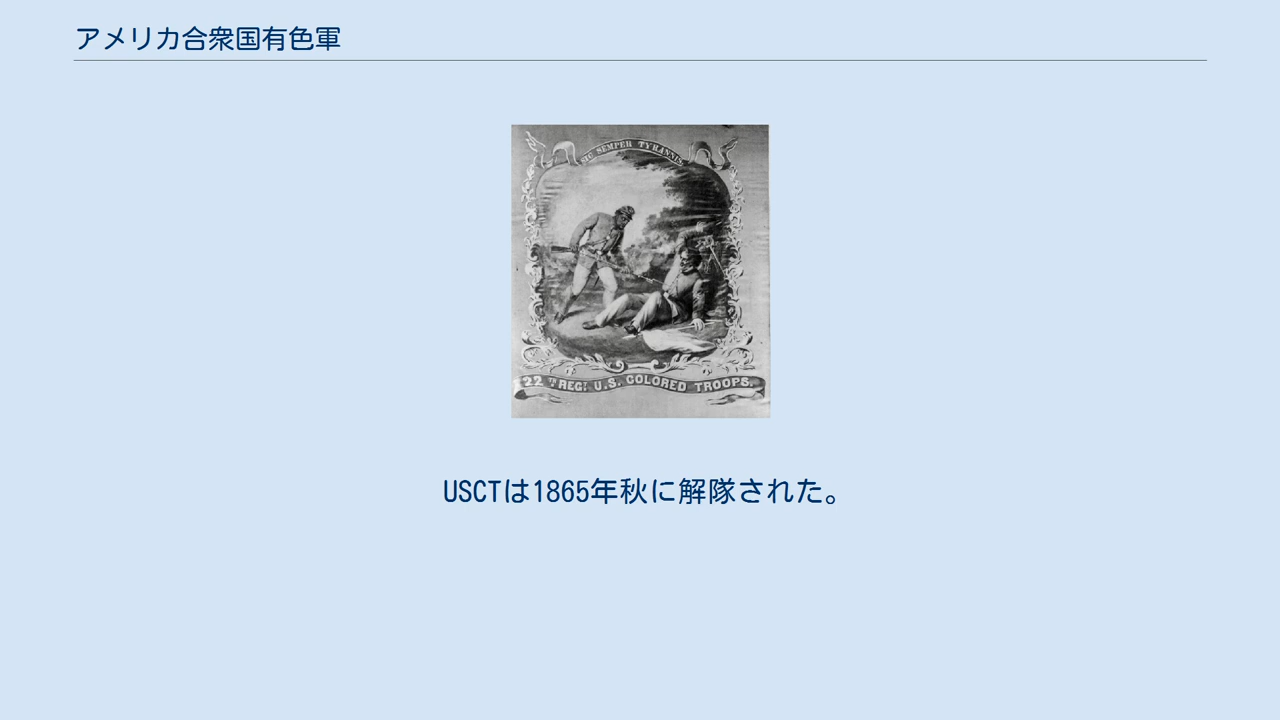 アメリカ合衆国有色軍
SIC SEMPER TYRANNIS
22TH REGT U.S. COLORED TROOPS.
USCTは1865年秋に解隊された。